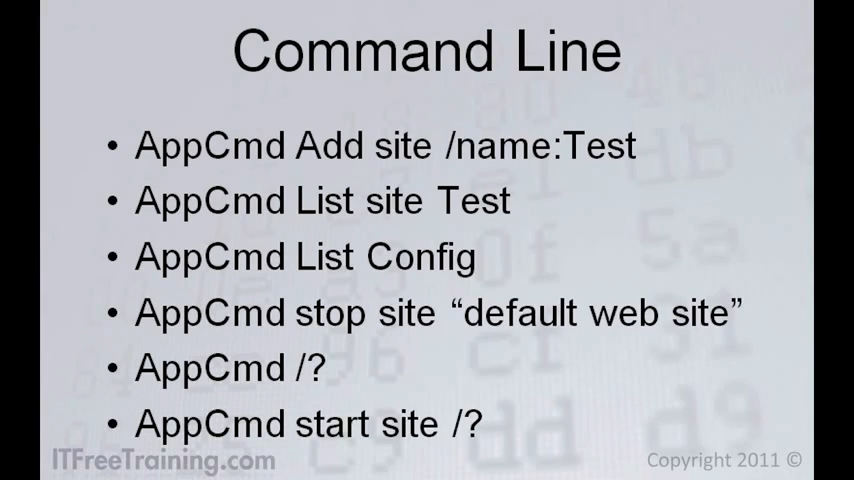 Command Line
• AppCmd Add site /name:Test
• AppCmd List site Test
• AppCmd List Config
• AppCmd stop site “default web site”
• AppCmd /?
• AppCmd start site /?
ITFreeTraining.com
Copyright 2011 ©